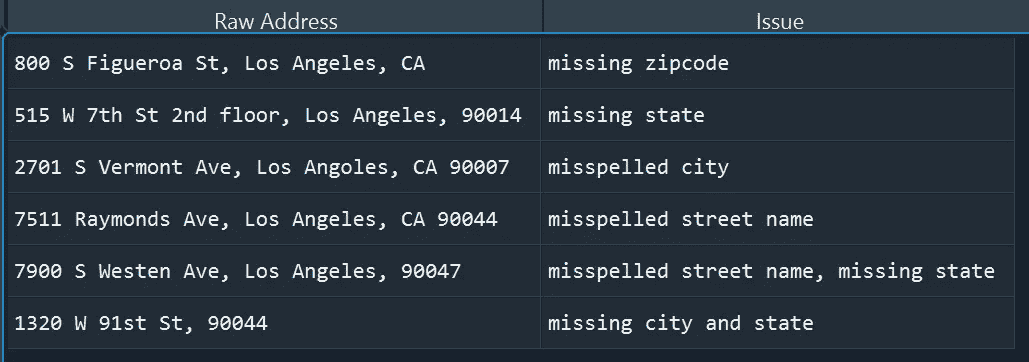 Raw Address Issue
800 S Figueroa St, Los Angeles, CA missing zipcode
515 W 7th St 2nd floor, Los Angeles, 90014 missing state
2701 S Vermont Ave, Los Angoles, CA 90007 misspelled city
7511 Raymonds Ave, Los Angeles, CA 90044 misspelled street name
7900 S Westen Ave, Los Angeles, 90047 misspelled street name, missing state
1320 W 91st St, 90044 missing city and state